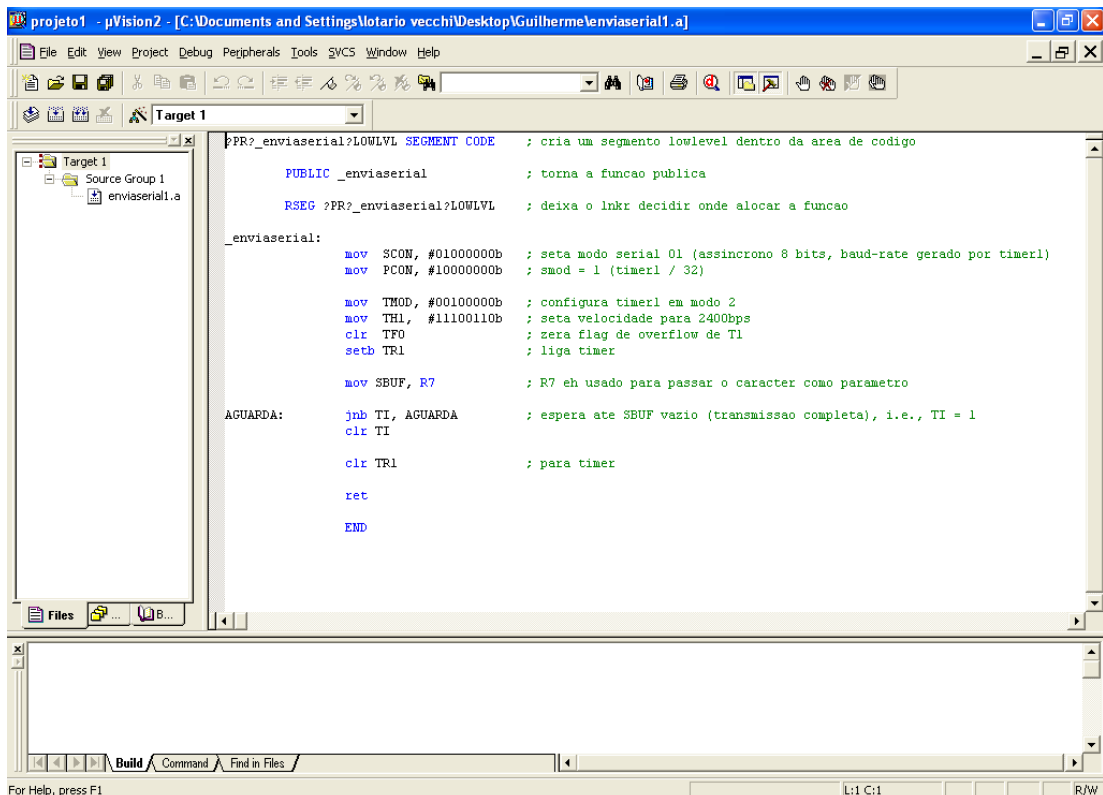 projeto1 - µVision2 - [C:\Documents and Settings\lotario vecchi\Desktop\Guilherme\enviaserial1.a]
File Edit View Project Debug Peripherals Tools SVCS Window Help
Target 1
Target 1
Source Group 1
enviaserial1.a
?PR?_enviaserial?LOWLVL SEGMENT CODE ; cria um segmento lowlevel dentro da area de codigo
PUBLIC _enviaserial ; torna a funcao publica
RSEG ?PR?_enviaserial?LOWLVL ; deixa o lnkr decidir onde alocar a funcao
_enviaserial:
mov SCON, #01000000b ; seta modo serial 01 (assincrono 8 bits, baud-rate gerado por timer1)
mov PCON, #10000000b ; smod = 1 (timer1 / 32)
mov TMOD, #00100000b ; configura timer1 em modo 2
mov TH1, #11100110b ; seta velocidade para 2400bps
clr TF0 ; zera flag de overflow de T1
setb TR1 ; liga timer
mov SBUF, R7 ; R7 eh usado para passar o caracter como parametro
AGUARDA: jnb TI, AGUARDA ; espera ate SBUF vazio (transmissao completa), i.e., TI = 1
clr TI
clr TR1 ; para timer
ret
END
Files ... B...
Build Command Find in Files
For Help, press F1 L:1 C:1 R/W